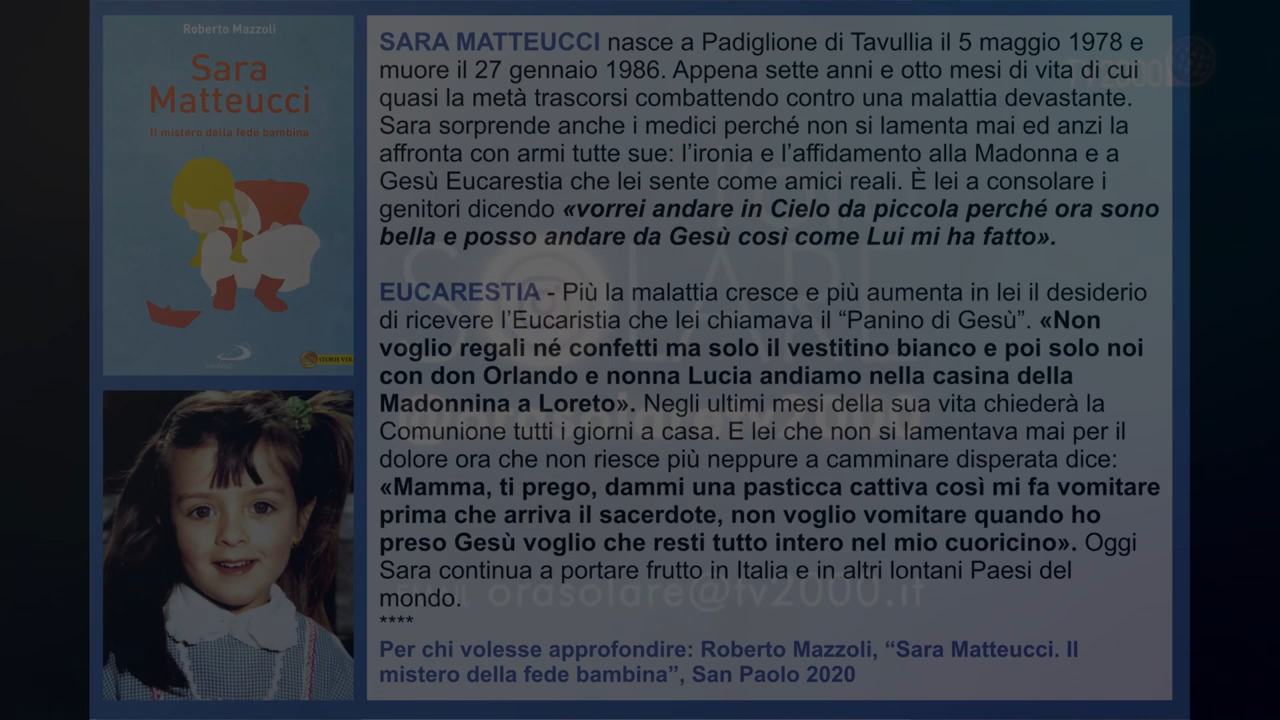 Roberto Mazzoli
Sara
Matteucci
Il mistero della fede bambina
STORIE VERE
SARA MATTEUCCI nasce a Padiglione di Tavullia il 5 maggio 1978 e
muore il 27 gennaio 1986. Appena sette anni e otto mesi di vita di cui
quasi la metà trascorsi combattendo contro una malattia devastante.
Sara sorprende anche i medici perché non si lamenta mai ed anzi la
affronta con armi tutte sue: l’ironia e l’affidamento alla Madonna e a
Gesù Eucarestia che lei sente come amici reali. È lei a consolare i
genitori dicendo «vorrei andare in Cielo da piccola perché ora sono
bella e posso andare da Gesù così come Lui mi ha fatto».
EUCARESTIA - Più la malattia cresce e più aumenta in lei il desiderio
di ricevere l’Eucaristia che lei chiamava il “Panino di Gesù”. «Non
voglio regali né confetti ma solo il vestitino bianco e poi solo noi
con don Orlando e nonna Lucia andiamo nella casina della
Madonnina a Loreto». Negli ultimi mesi della sua vita chiederà la
Comunione tutti i giorni a casa. E lei che non si lamentava mai per il
dolore ora che non riesce più neppure a camminare disperata dice:
«Mamma, ti prego, dammi una pasticca cattiva così mi fa vomitare
prima che arriva il sacerdote, non voglio vomitare quando ho
preso Gesù voglio che resti tutto intero nel mio cuoricino». Oggi
Sara continua a portare frutto in Italia e in altri lontani Paesi del
mondo.
****
Per chi volesse approfondire: Roberto Mazzoli, “Sara Matteucci. Il
mistero della fede bambina”, San Paolo 2020
TV2000
SOLARE
@orasolaretv2000
orasolare@tv2000.it